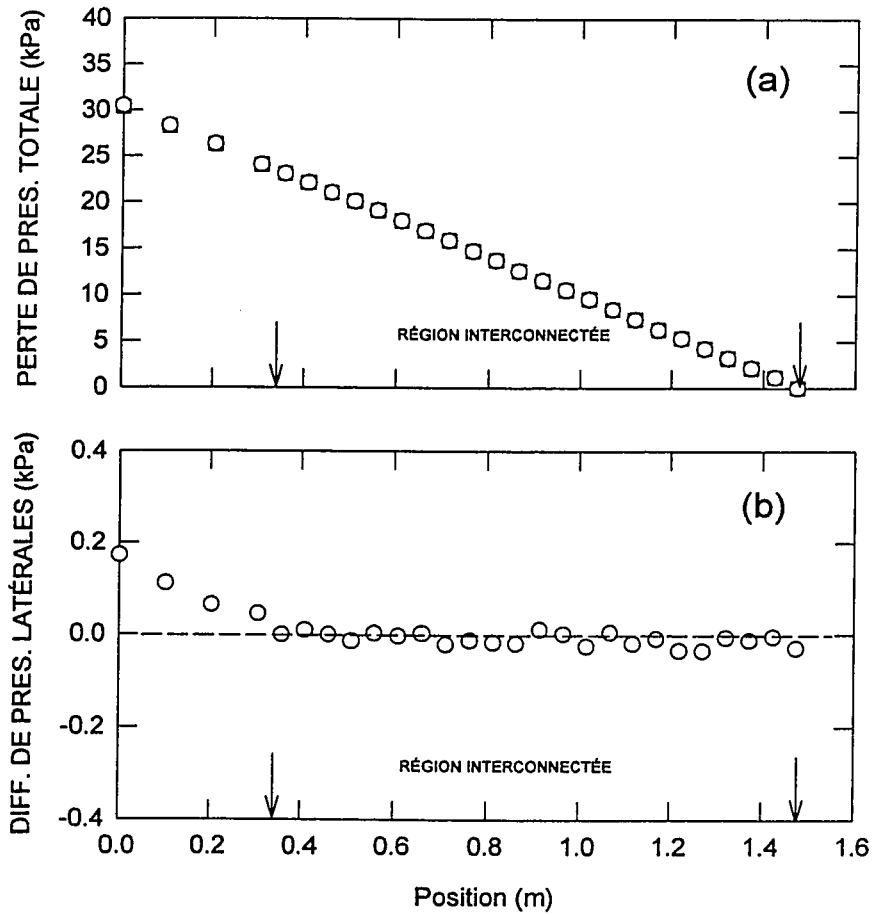 PERTE DE PRES. TOTALE (kPa)
40
35
30
25
20
15
10
5
0
(a)
RÉGION INTERCONNECTÉE
DIFF. DE PRES. LATÉRALES (kPa)
0.4
0.2
0.0
-0.2
-0.4
(b)
RÉGION INTERCONNECTÉE
0.0 0.2 0.4 0.6 0.8 1.0 1.2 1.4 1.6
Position (m)